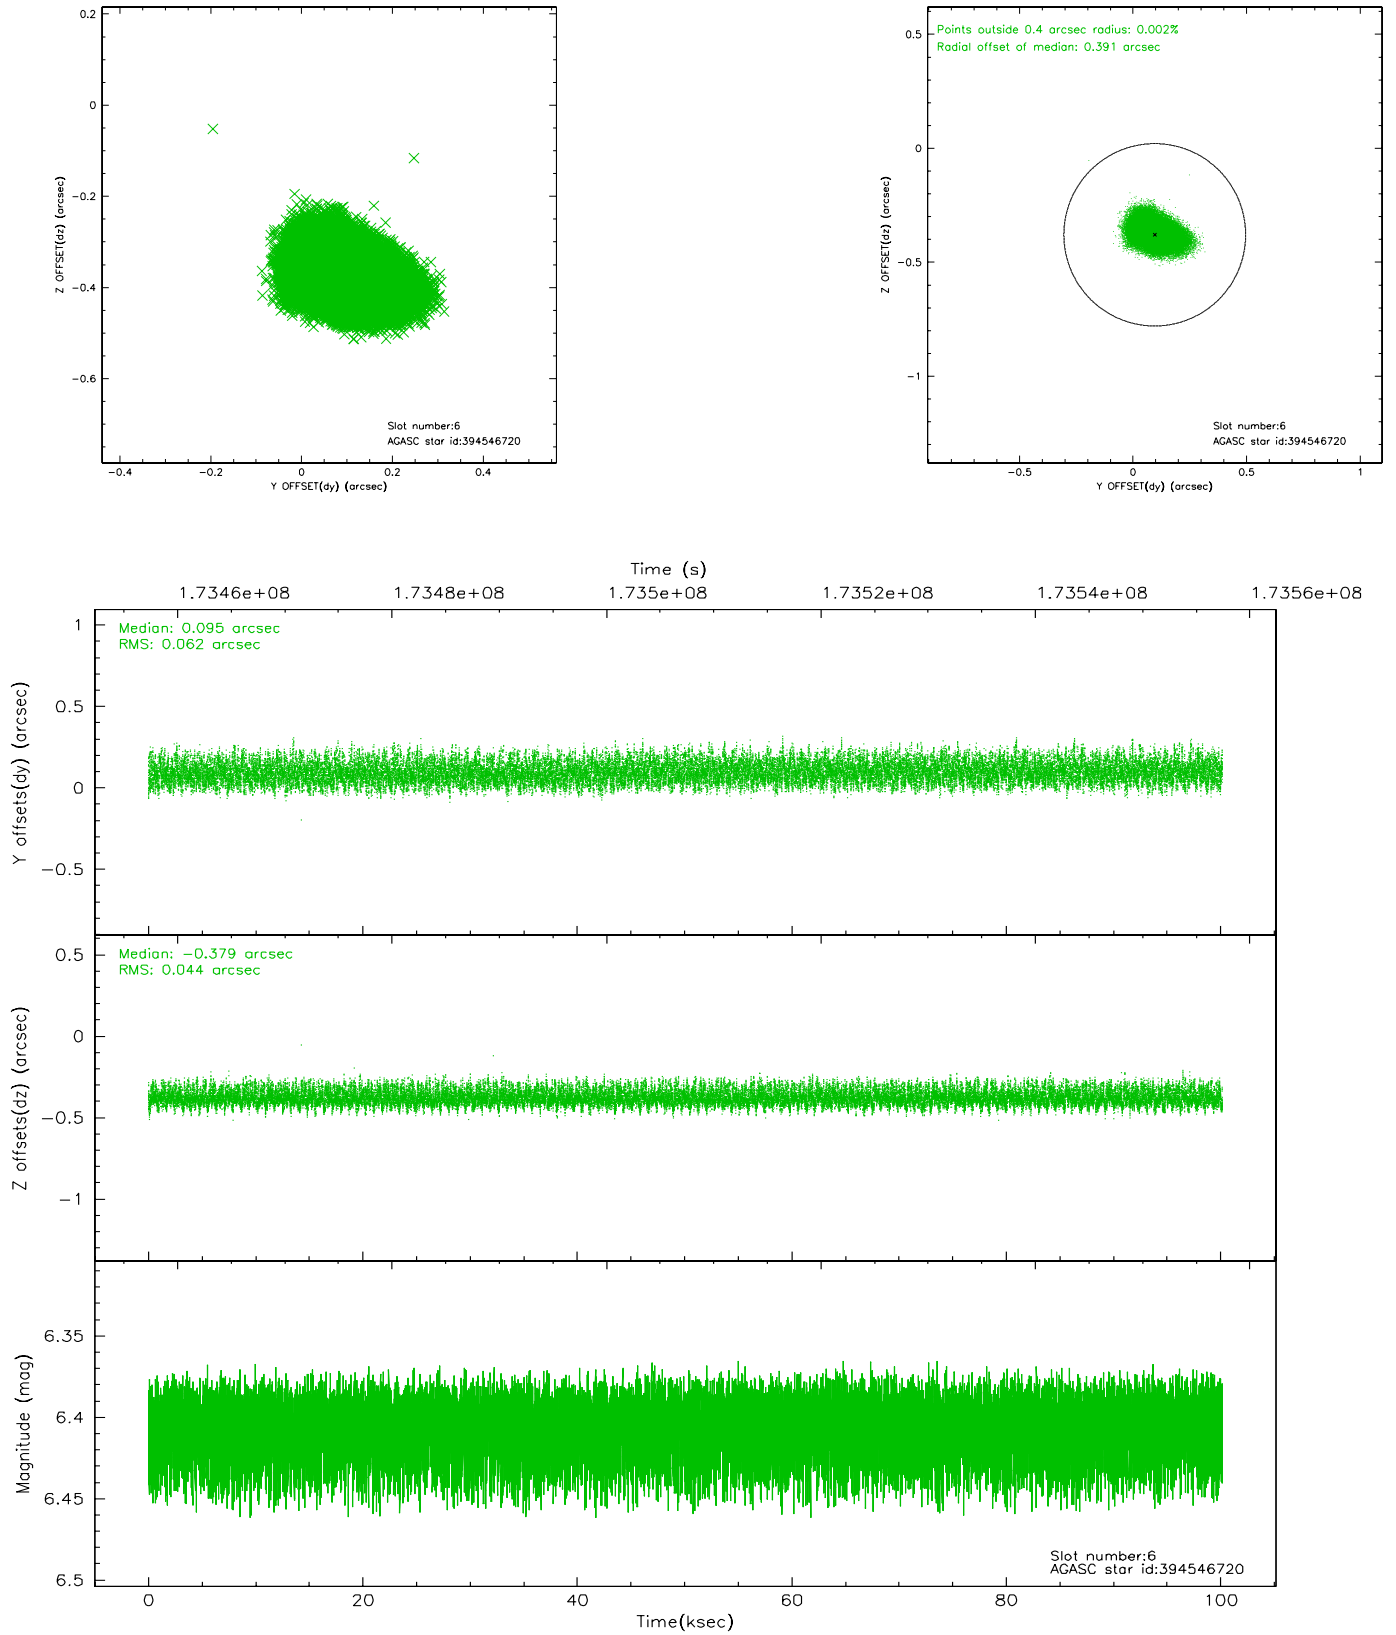 0.2
0
−0.2
−0.4
−0.6
Z OFFSET(dz) (arcsec)
Slot number:6
AGASC star id:394546720
−0.4 −0.2 0 0.2 0.4
Y OFFSET(dy) (arcsec)
Points outside 0.4 arcsec radius: 0.002%
Radial offset of median: 0.391 arcsec
0.5
0
−0.5
−1
Z OFFSET(dz) (arcsec)
Slot number:6
AGASC star id:394546720
−0.5 0 0.5 1
Y OFFSET(dy) (arcsec)
Time (s)
1.7346e+08 1.7348e+08 1.735e+08 1.7352e+08 1.7354e+08 1.7356e+08
Median: 0.095 arcsec
RMS: 0.062 arcsec
1
0.5
0
−0.5
Y offsets(dy) (arcsec)
Median: −0.379 arcsec
RMS: 0.044 arcsec
0.5
0
−0.5
−1
Z offsets(dz) (arcsec)
6.35
6.4
6.45
6.5
Magnitude (mag)
Slot number:6
AGASC star id:394546720
0 20 40 60 80 100
Time(ksec)